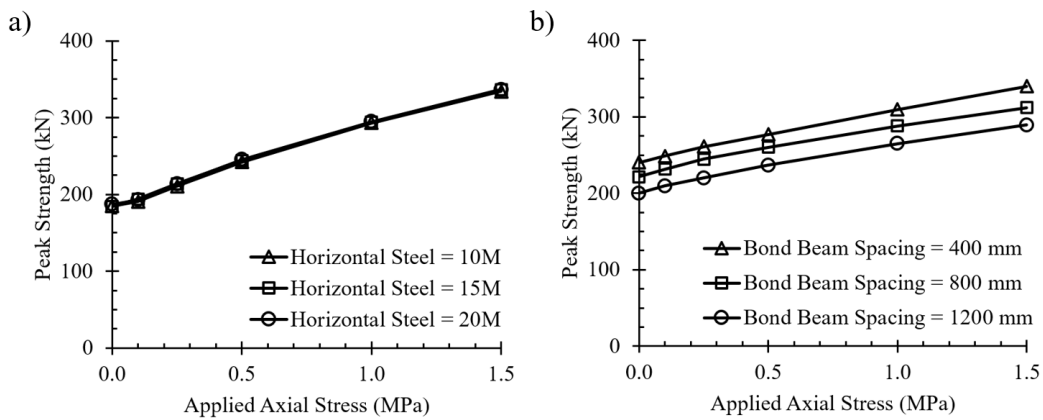 a)
400
300
200
100
0
Peak Strength (kN)
Horizontal Steel = 10M
Horizontal Steel = 15M
Horizontal Steel = 20M
0.0 0.5 1.0 1.5
Applied Axial Stress (MPa)
b)
400
300
200
100
0
Peak Strength (kN)
Bond Beam Spacing = 400 mm
Bond Beam Spacing = 800 mm
Bond Beam Spacing = 1200 mm
0.0 0.5 1.0 1.5
Applied Axial Stress (MPa)